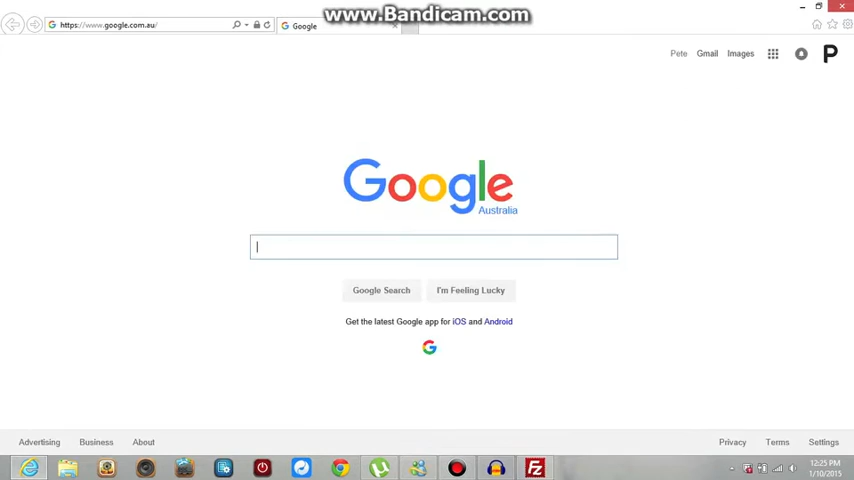 www.Bandicam.com
https://www.google.com.au/
Google
Pete Gmail Images
P
Google
Australia
Google Search I'm Feeling Lucky
Get the latest Google app for iOS and Android
G
Advertising Business About Privacy Terms Settings
12:25 PM
1/10/2015